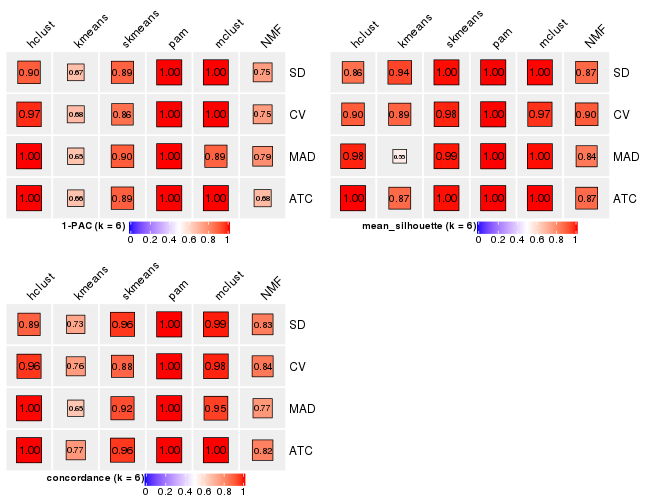 hclust kmeans skmeans pam mclust NMF
0.90 0.67 0.89 1.00 1.00 0.75 SD
0.97 0.68 0.86 1.00 1.00 0.75 CV
1.00 0.63 0.90 1.00 0.89 0.79 MAD
1.00 0.66 0.89 1.00 1.00 0.68 ATC
1-PAC (k = 6)
0 0.2 0.4 0.6 0.8 1
hclust kmeans skmeans pam mclust NMF
0.86 0.94 1.00 1.00 1.00 0.87 SD
0.90 0.89 0.98 1.00 0.97 0.90 CV
0.98 0.99 1.00 1.00 0.84 MAD
1.00 0.87 1.00 1.00 1.00 0.87 ATC
mean_silhouette (k = 6)
0 0.2 0.4 0.6 0.8 1
hclust kmeans skmeans pam mclust NMF
0.89 0.73 0.96 1.00 0.99 0.83 SD
0.96 0.76 0.88 1.00 0.98 0.84 CV
1.00 0.92 1.00 0.95 0.77 MAD
1.00 0.77 0.96 1.00 1.00 0.82 ATC
concordance (k = 6)
0 0.2 0.4 0.6 0.8 1